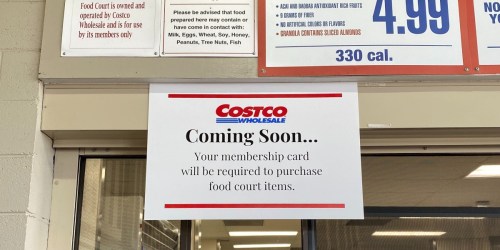 Food Court is owned and
operated by Costco
Wholesale and is for use
by its members only
Please be advised that food
prepared here may contain or
have come in contact with:
Milk, Eggs, Wheat, Soy, Honey,
Peanuts, Tree Nuts, Fish
• ACAI AND ARONIA ANTIOXIDANT RICH FRUITS
• 9 GRAMS OF FIBER
• NO ARTIFICIAL COLORS OR FLAVORS
• GRANOLA CONTAINS SLICED ALMONDS
4.99
330 cal.
NO
COSTCO
WHOLESALE
Coming Soon...
Your membership card
will be required to purchase
food court items.